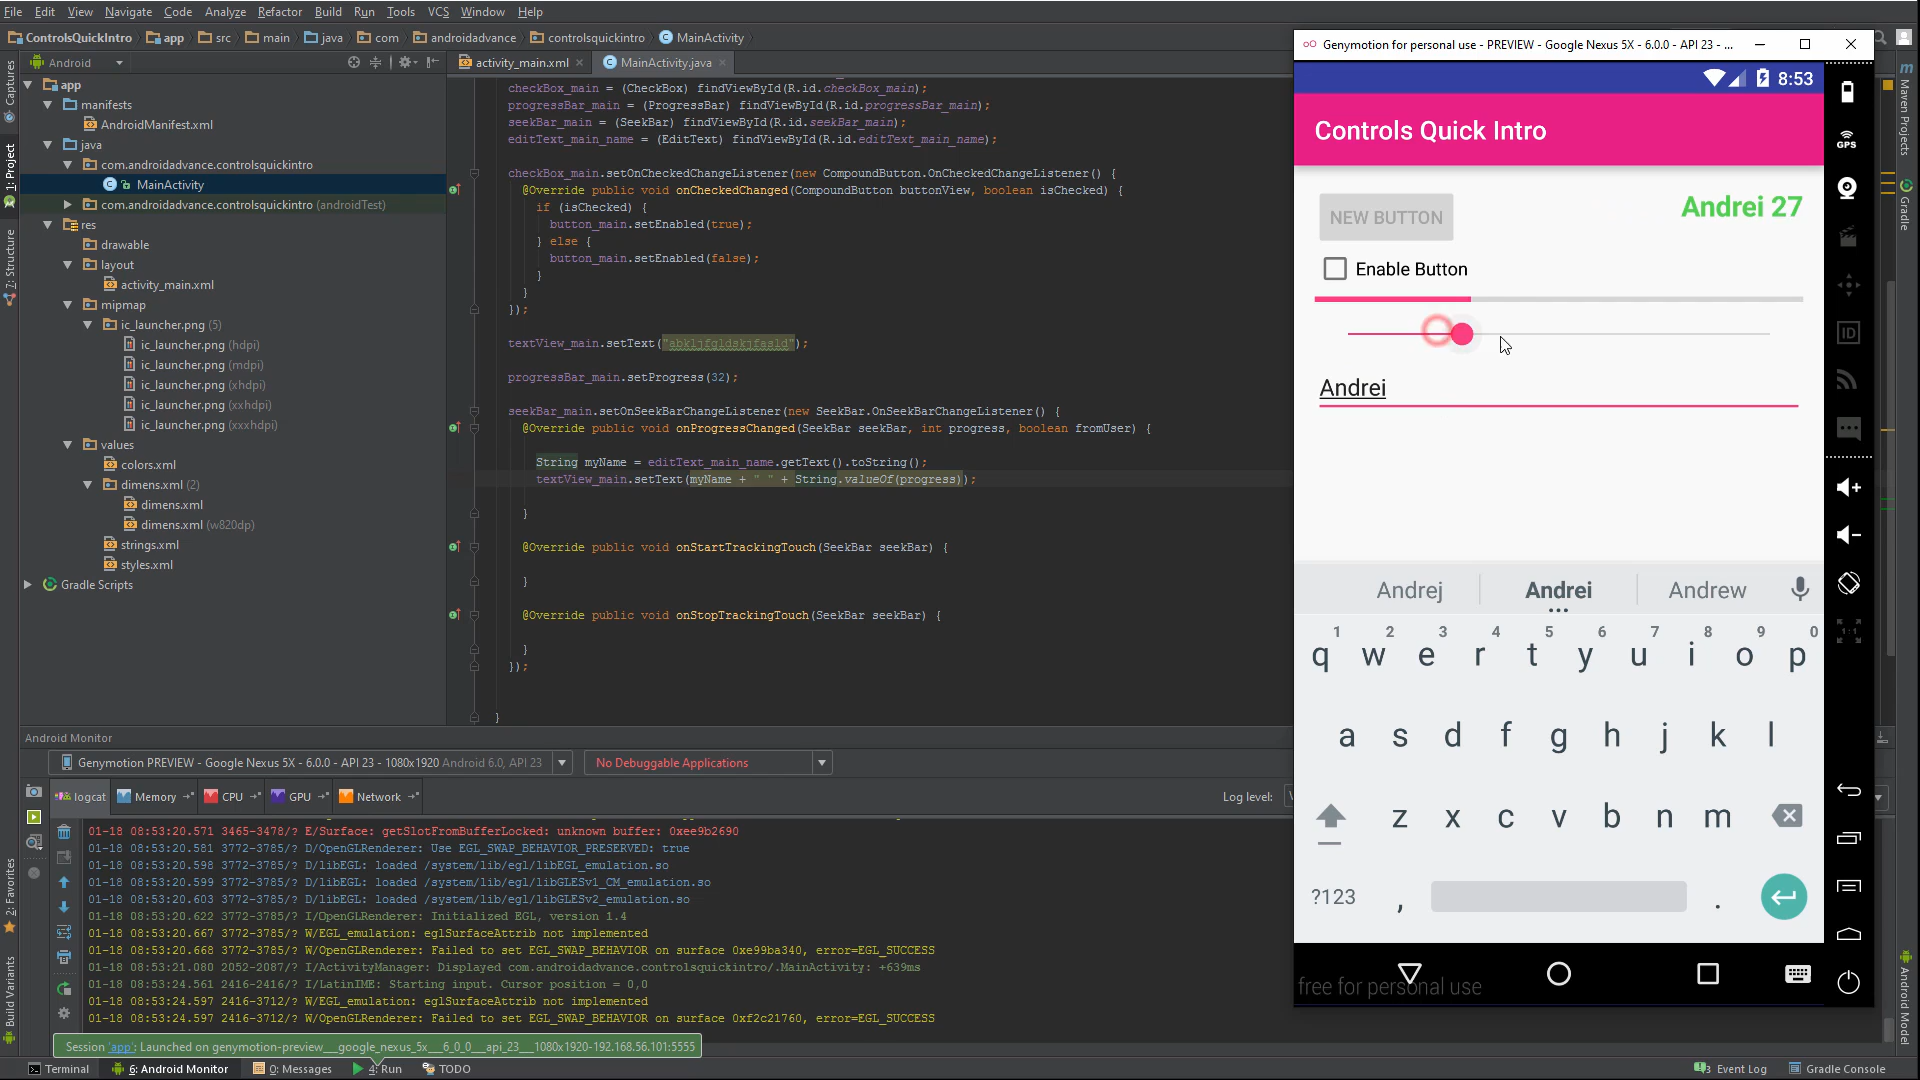 File Edit View Navigate Code Analyze Refactor Build Run Tools VCS Window Help
ControlsQuickIntro app src main java com androidadvance controlsquickintro MainActivity
Android
activity_main.xml MainActivity.java
app
manifests
AndroidManifest.xml
java
com.androidadvance.controlsquickintro
MainActivity
com.androidadvance.controlsquickintro (androidTest)
res
drawable
layout
activity_main.xml
mipmap
ic_launcher.png (5)
ic_launcher.png (hdpi)
ic_launcher.png (mdpi)
ic_launcher.png (xhdpi)
ic_launcher.png (xxhdpi)
ic_launcher.png (xxxhdpi)
values
colors.xml
dimens.xml (2)
dimens.xml
dimens.xml (w820dp)
strings.xml
styles.xml
Gradle Scripts
Captures
1: Project
7: Structure
2: Favorites
Build Variants
checkBox_main = (CheckBox) findViewById(R.id.checkBox_main);
progressBar_main = (ProgressBar) findViewById(R.id.progressBar_main);
seekBar_main = (SeekBar) findViewById(R.id.seekBar_main);
editText_main_name = (EditText) findViewById(R.id.editText_main_name);
checkBox_main.setOnCheckedChangeListener(new CompoundButton.OnCheckedChangeListener() {
@Override public void onCheckedChanged(CompoundButton buttonView, boolean isChecked) {
if (isChecked) {
button_main.setEnabled(true);
} else {
button_main.setEnabled(false);
}
}
});
textView_main.setText("abkljfgldskjfasld");
progressBar_main.setProgress(32);
seekBar_main.setOnSeekBarChangeListener(new SeekBar.OnSeekBarChangeListener() {
@Override public void onProgressChanged(SeekBar seekBar, int progress, boolean fromUser) {
String myName = editText_main_name.getText().toString();
textView_main.setText(myName + " " + String.valueOf(progress));
}
@Override public void onStartTrackingTouch(SeekBar seekBar) {
}
@Override public void onStopTrackingTouch(SeekBar seekBar) {
}
});
}
Android Monitor
Genymotion PREVIEW - Google Nexus 5X - 6.0.0 - API 23 - 1080x1920 Android 6.0, API 23
No Debuggable Applications
logcat Memory CPU GPU Network Log level:
01-18 08:53:20.571 3465-3478/? E/Surface: getSlotFromBufferLocked: unknown buffer: 0xee9b2690
01-18 08:53:20.581 3772-3785/? D/OpenGLRenderer: Use EGL_SWAP_BEHAVIOR_PRESERVED: true
01-18 08:53:20.598 3772-3785/? D/libEGL: loaded /system/lib/egl/libEGL_emulation.so
01-18 08:53:20.599 3772-3785/? D/libEGL: loaded /system/lib/egl/libGLESv1_CM_emulation.so
01-18 08:53:20.603 3772-3785/? D/libEGL: loaded /system/lib/egl/libGLESv2_emulation.so
01-18 08:53:20.622 3772-3785/? I/OpenGLRenderer: Initialized EGL, version 1.4
01-18 08:53:20.667 3772-3785/? W/EGL_emulation: eglSurfaceAttrib not implemented
01-18 08:53:20.668 3772-3785/? W/OpenGLRenderer: Failed to set EGL_SWAP_BEHAVIOR on surface 0xe99ba340, error=EGL_SUCCESS
01-18 08:53:21.080 2052-2087/? I/ActivityManager: Displayed com.androidadvance.controlsquickintro/.MainActivity: +639ms
01-18 08:53:24.561 2416-2416/? I/LatinIME: Starting input. Cursor position = 0,0
01-18 08:53:24.597 2416-3712/? W/EGL_emulation: eglSurfaceAttrib not implemented
01-18 08:53:24.597 2416-3712/? W/OpenGLRenderer: Failed to set EGL_SWAP_BEHAVIOR on surface 0xf2c21760, error=EGL_SUCCESS
Session 'app': Launched on genymotion-preview___google_nexus_5x___6_0_0___api_23___1080x1920-192.168.56.101:5555
Terminal 6: Android Monitor 0: Messages 4: Run TODO
3 Event Log Gradle Console
Genymotion for personal use - PREVIEW - Google Nexus 5X - 6.0.0 - API 23 - ...
8:53
Controls Quick Intro
NEW BUTTON
Andrei 27
Enable Button
Andrei
Andrej Andrei Andrew
1 2 3 4 5 6 7 8 9 0
q w e r t y u i o p
a s d f g h j k l
z x c v b n m
?123 , .
free for personal use
GPS
ID
1:1
m Maven Projects
Gradle
Android Model